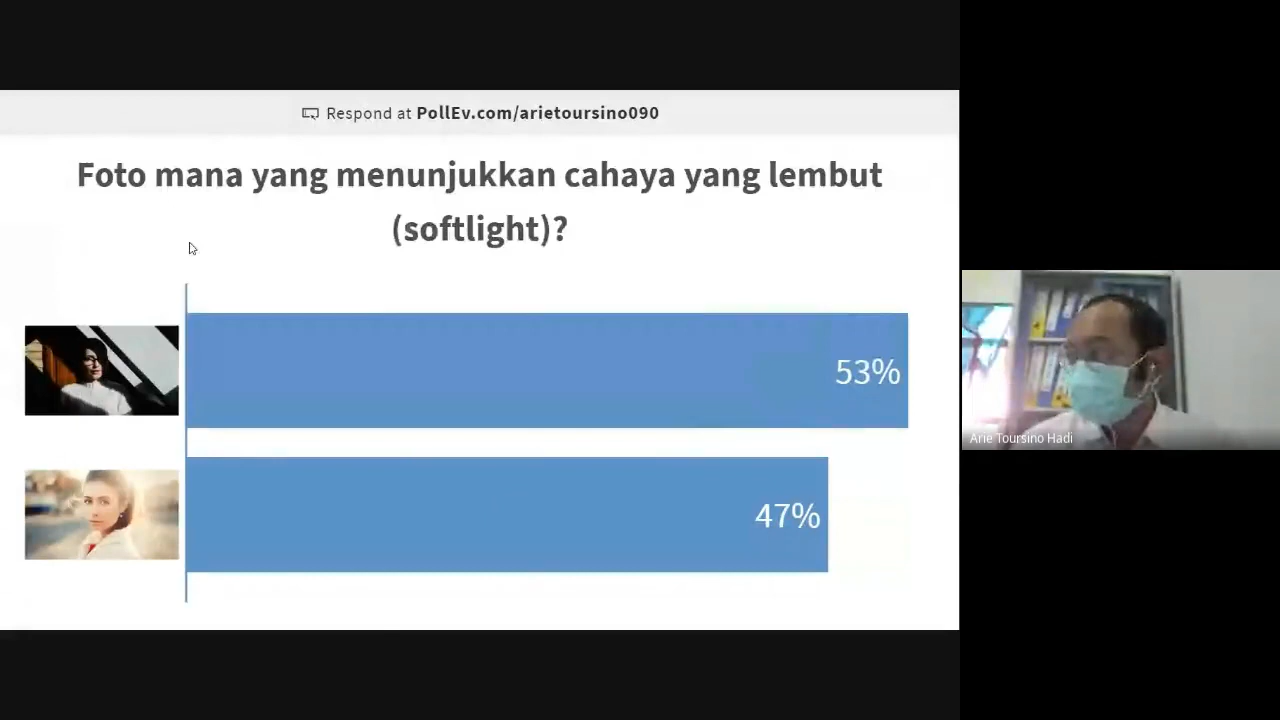 Respond at PollEv.com/arietoursino090
Foto mana yang menunjukkan cahaya yang lembut
(softlight)?
53%
47%
Arie Toursino Hadi